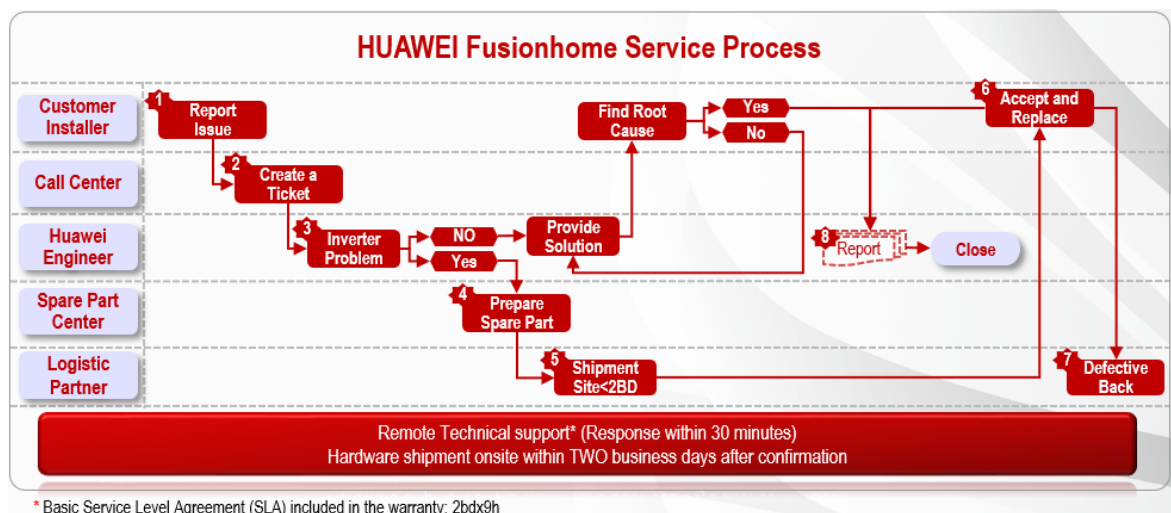 HUAWEI Fusionhome Service Process
Customer
Installer
1
Report
Issue
Find Root
Cause
Yes
No
6
Accept and
Replace
Call Center
2
Create a
Ticket
Huawei
Engineer
3
Inverter
Problem
NO
Yes
Provide
Solution
8
Report
Close
Spare Part
Center
4
Prepare
Spare Part
Logistic
Partner
5
Shipment
Site<2BD
7
Defective
Back
Remote Technical support* (Response within 30 minutes)
Hardware shipment onsite within TWO business days after confirmation
* Basic Service Level Agreement (SLA) included in the warranty: 2bdx9h